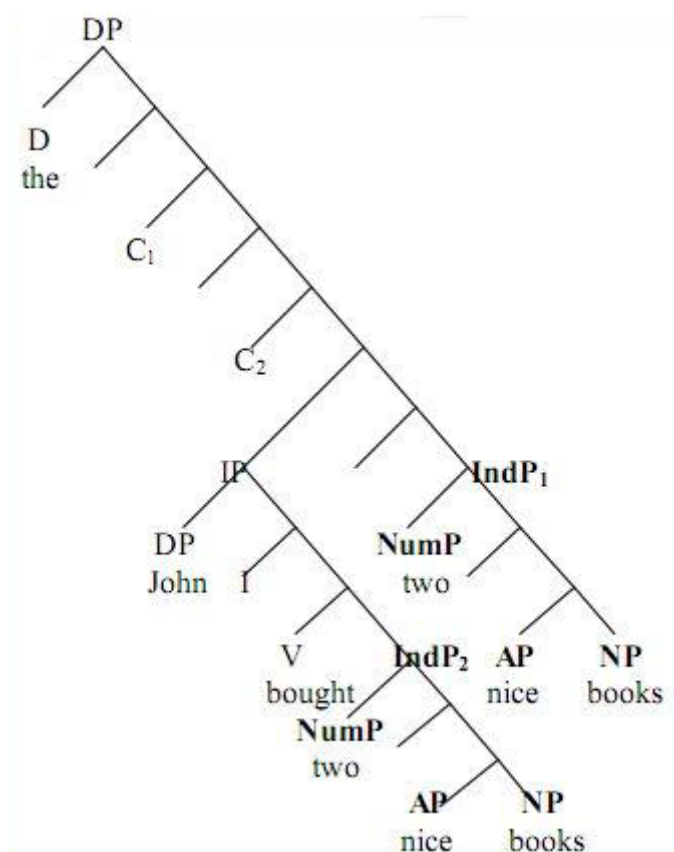 DP
D
the
C₁
C₂
IP IndP₁
DP NumP
John I two
V IndP₂ AP NP
bought nice books
NumP
two
AP NP
nice books